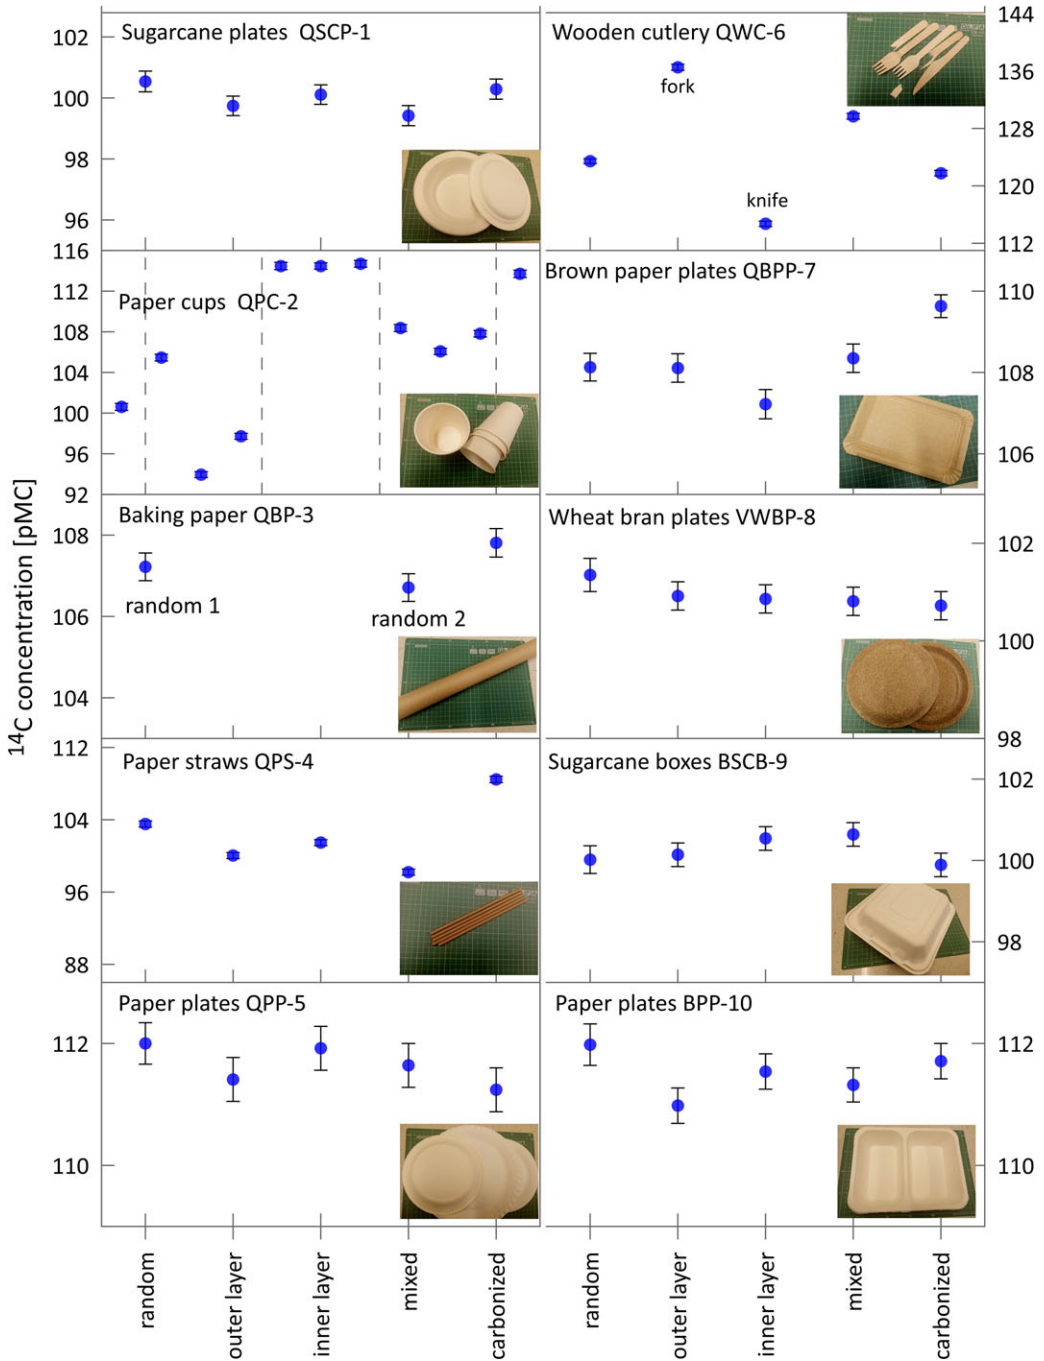 Sugarcane plates QSCP-1
102
100
98
96
Wooden cutlery QWC-6
fork
knife
144
136
128
120
112
Paper cups QPC-2
116
112
108
104
100
96
92
Brown paper plates QBPP-7
110
108
106
Baking paper QBP-3
random 1
random 2
108
106
104
Wheat bran plates VWBP-8
102
100
98
Paper straws QPS-4
112
104
96
88
Sugarcane boxes BSCB-9
102
100
98
Paper plates QPP-5
112
110
Paper plates BPP-10
112
110
¹⁴C concentration [pMC]
random
outer layer
inner layer
mixed
carbonized
random
outer layer
inner layer
mixed
carbonized